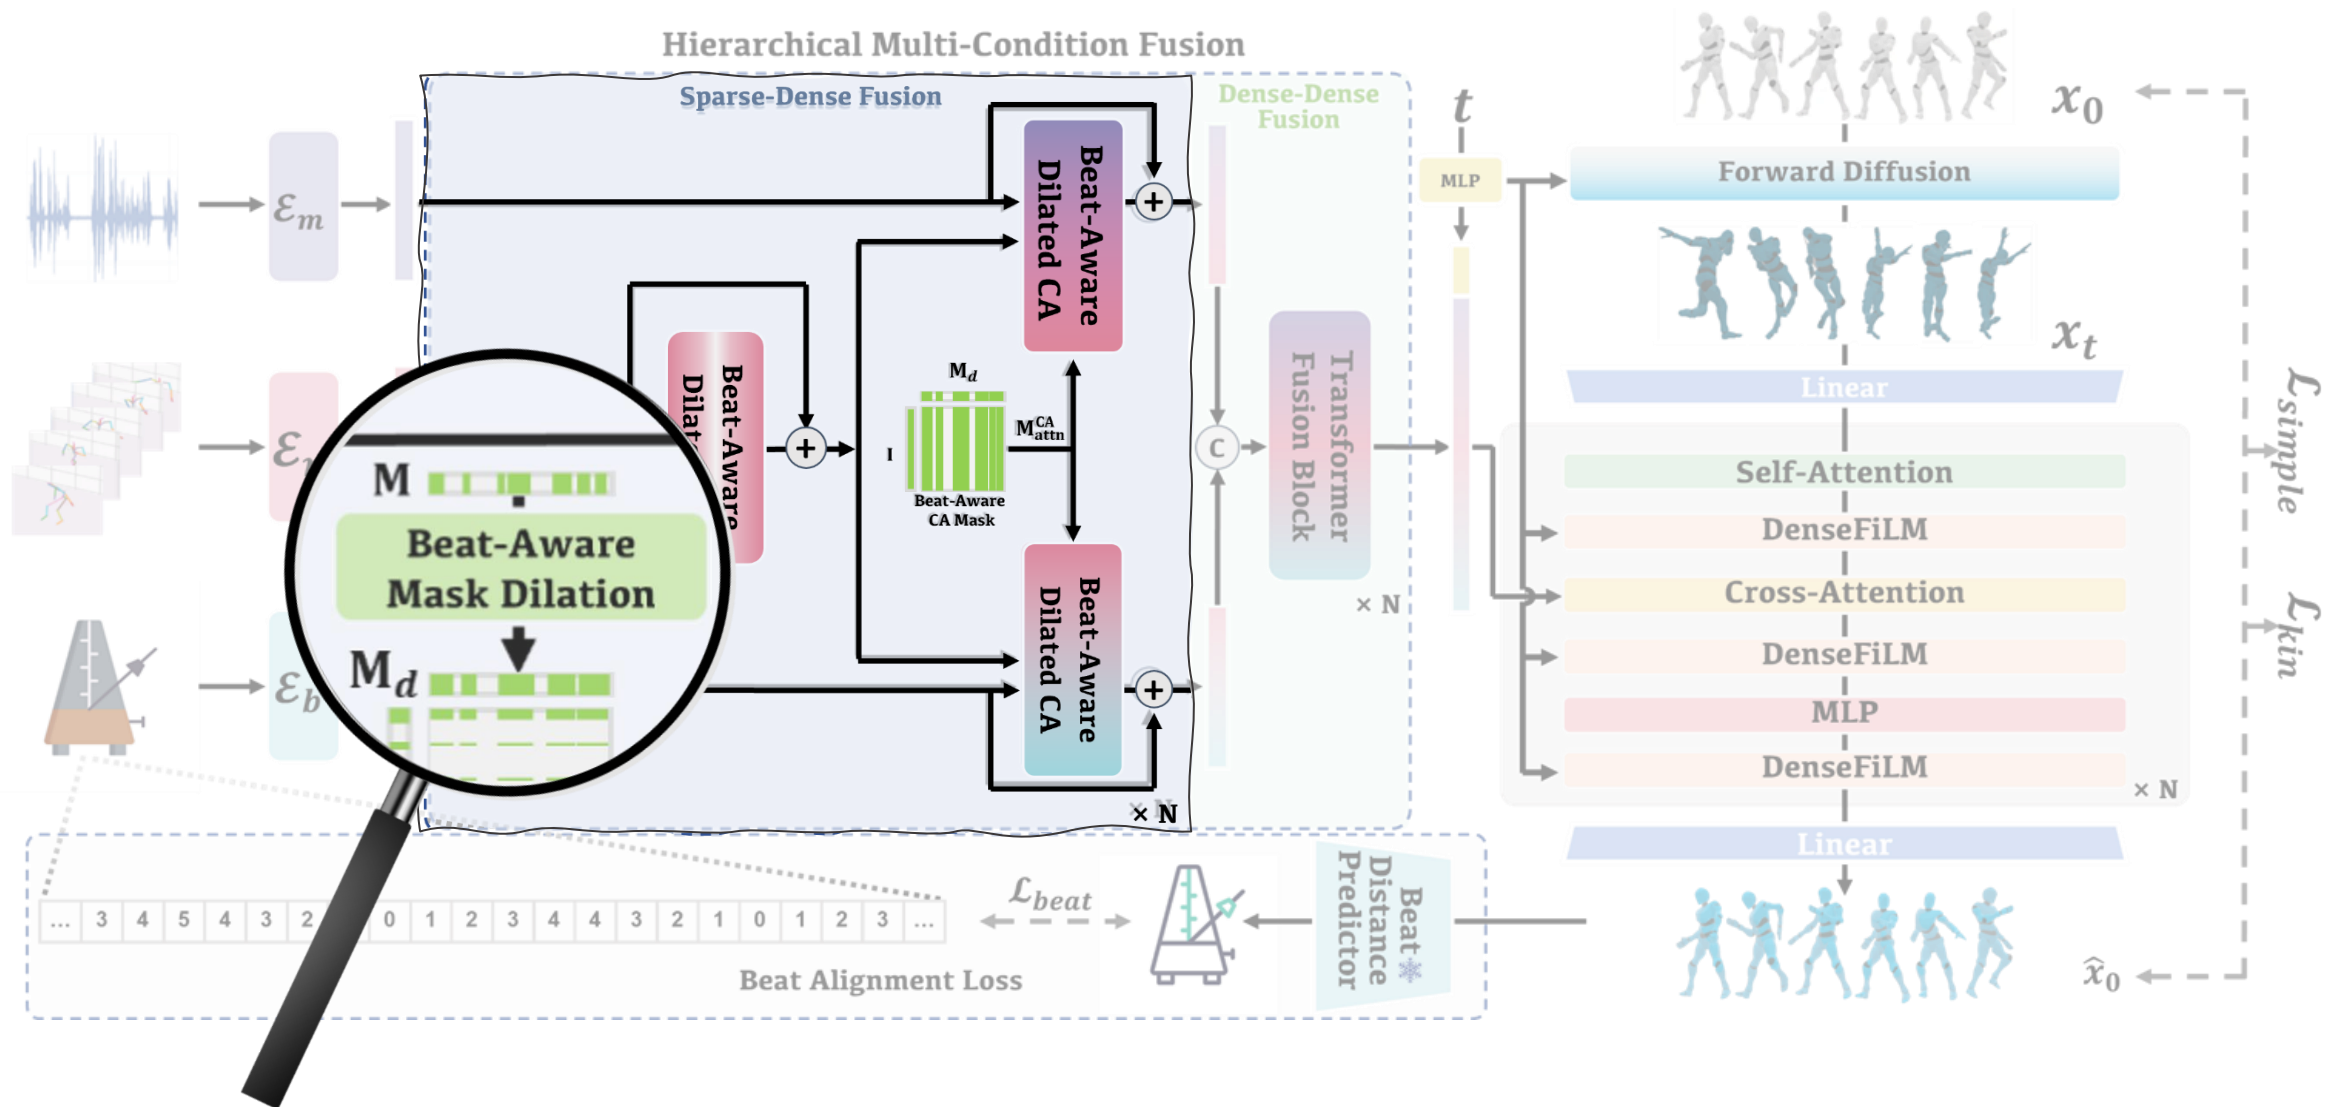 Hierarchical Multi-Condition Fusion
Sparse-Dense Fusion
Dense-Dense
Fusion
ℰm
ℰb
Beat-Aware
Dilated CA
Beat-Aware
M
Beat-Aware
Mask Dilation
Md
Md
I
M_attn^CA
Beat-Aware
CA Mask
Beat-Aware
Dilated CA
× N
C
Transformer
Fusion Block
× N
t
MLP
x0
Forward Diffusion
xt
Linear
Self-Attention
DenseFiLM
Cross-Attention
DenseFiLM
MLP
DenseFiLM
× N
Linear
x̂0
ℒsimple
ℒkin
... 3 4 5 4 3 2 0 1 2 3 4 4 3 2 1 0 1 2 3 ...
ℒbeat
Beat Alignment Loss
Beat
Distance
Predictor